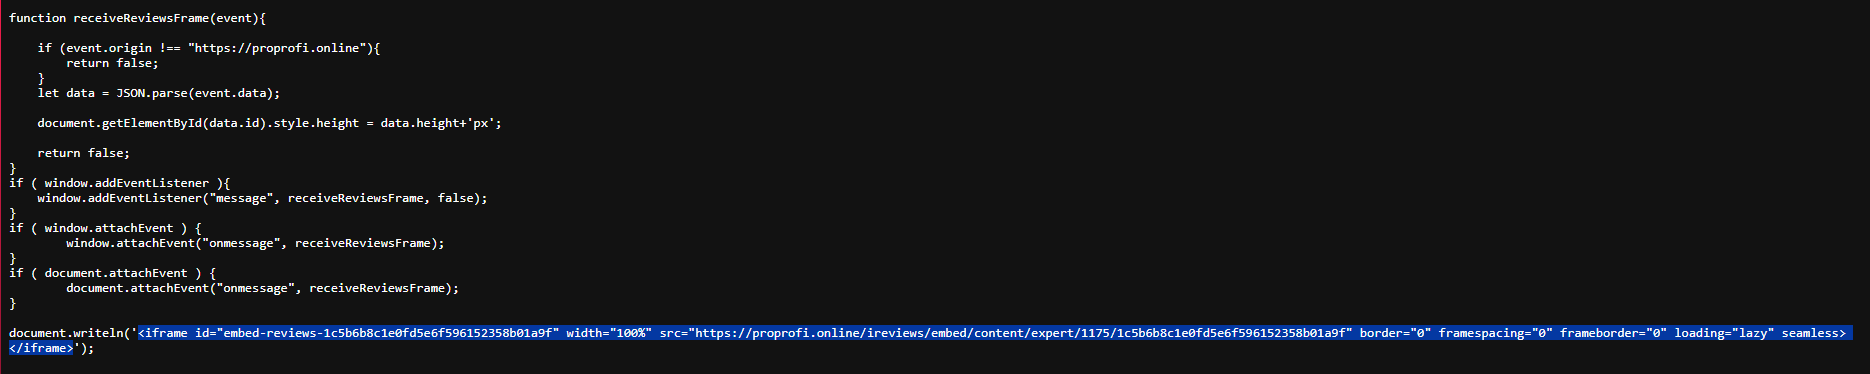 function receiveReviewsFrame(event){
if (event.origin !== "https://proprofi.online"){
return false;
}
let data = JSON.parse(event.data);
document.getElementById(data.id).style.height = data.height+'px';
return false;
}
if ( window.addEventListener ){
window.addEventListener("message", receiveReviewsFrame, false);
}
if ( window.attachEvent ) {
window.attachEvent("onmessage", receiveReviewsFrame);
}
if ( document.attachEvent ) {
document.attachEvent("onmessage", receiveReviewsFrame);
}
document.writeln('<iframe id="embed-reviews-1c5b6b8c1e0fd5e6f596152358b01a9f" width="100%" src="https://proprofi.online/ireviews/embed/content/expert/1175/1c5b6b8c1e0fd5e6f596152358b01a9f" border="0" framespacing="0" frameborder="0" loading="lazy" seamless>
</iframe>');